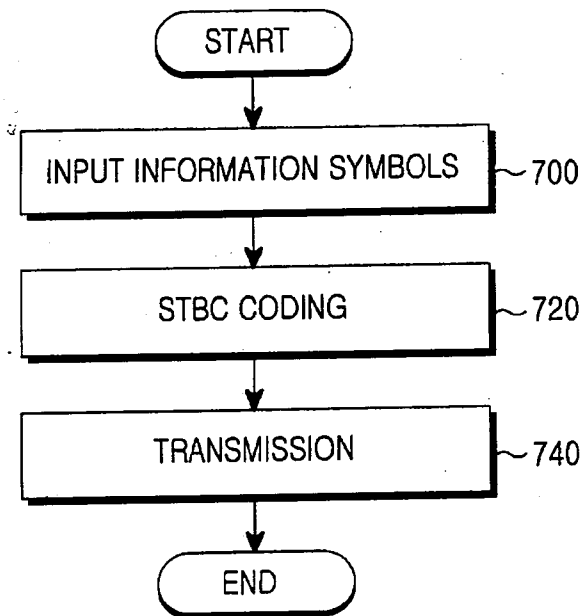 START
INPUT INFORMATION SYMBOLS
700
STBC CODING
720
TRANSMISSION
740
END